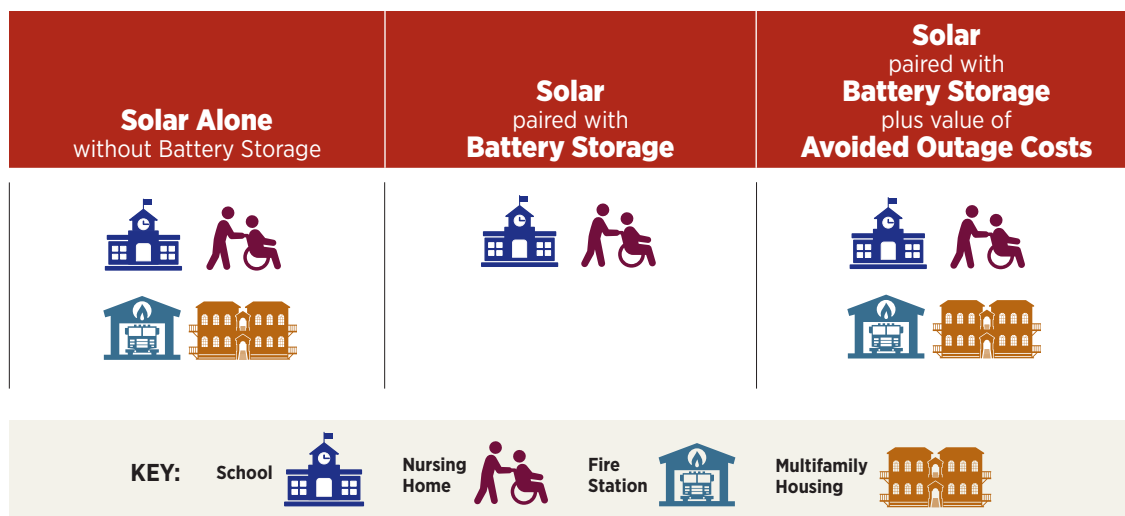 Solar Alone
without Battery Storage
Solar
paired with
Battery Storage
Solar
paired with
Battery Storage
plus value of
Avoided Outage Costs
KEY:
School
Nursing
Home
Fire
Station
Multifamily
Housing